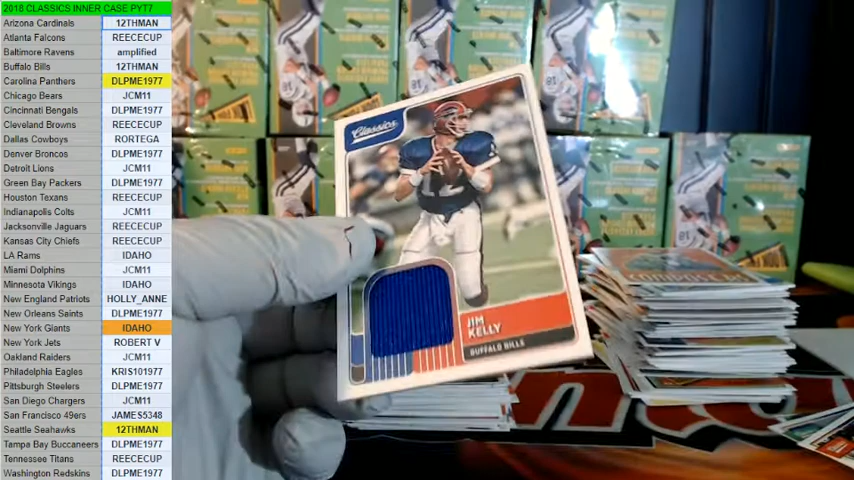 2018 CLASSICS INNER CASE PYT7
Arizona Cardinals 12THMAN
Atlanta Falcons REECECUP
Baltimore Ravens amplified
Buffalo Bills 12THMAN
Carolina Panthers DLPME1977
Chicago Bears JCM11
Cincinnati Bengals DLPME1977
Cleveland Browns REECECUP
Dallas Cowboys RORTEGA
Denver Broncos DLPME1977
Detroit Lions JCM11
Green Bay Packers DLPME1977
Houston Texans REECECUP
Indianapolis Colts JCM11
Jacksonville Jaguars REECECUP
Kansas City Chiefs REECECUP
LA Rams IDAHO
Miami Dolphins JCM11
Minnesota Vikings IDAHO
New England Patriots HOLLY_ANNE
New Orleans Saints DLPME1977
New York Giants IDAHO
New York Jets ROBERT V
Oakland Raiders JCM11
Philadelphia Eagles KRIS101977
Pittsburgh Steelers DLPME1977
San Diego Chargers JCM11
San Francisco 49ers JAMES5348
Seattle Seahawks 12THMAN
Tampa Bay Buccaneers DLPME1977
Tennessee Titans REECECUP
Washington Redskins DLPME1977
Classics
12
JIM
KELLY
BUFFALO BILLS